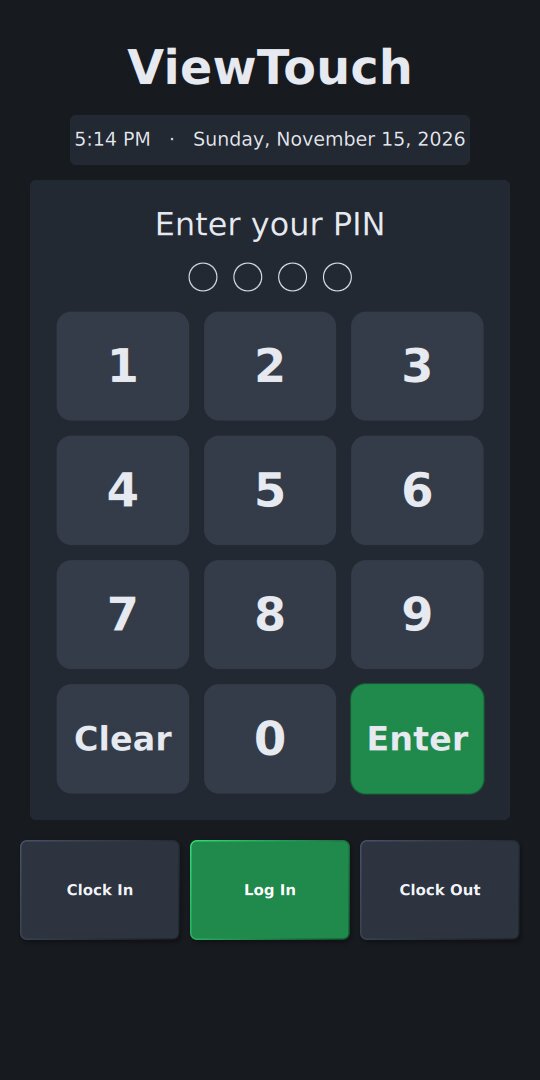 ViewTouch
5:14 PM · Sunday, November 15, 2026
Enter your PIN
1 2 3
4 5 6
7 8 9
Clear 0 Enter
Clock In Log In Clock Out